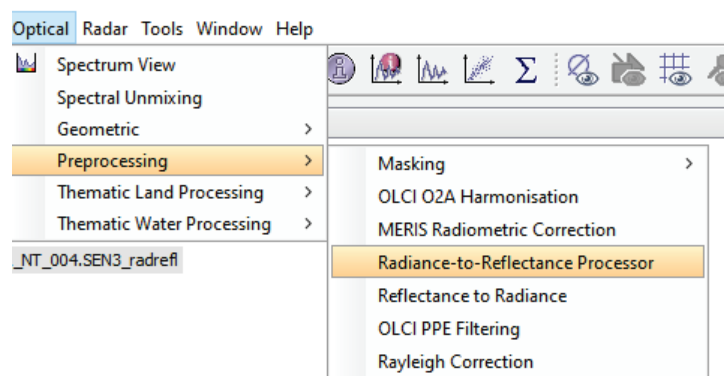 Optical Radar Tools Window Help
Spectrum View
Spectral Unmixing
Geometric
Preprocessing
Thematic Land Processing
Thematic Water Processing
_NT_004.SEN3_radrefl
Masking
OLCI O2A Harmonisation
MERIS Radiometric Correction
Radiance-to-Reflectance Processor
Reflectance to Radiance
OLCI PPE Filtering
Rayleigh Correction